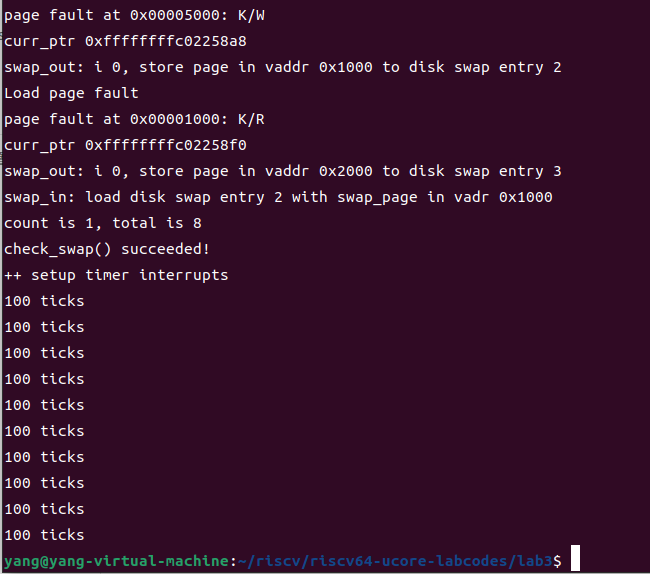 page fault at 0x00005000: K/W
curr_ptr 0xffffffffc02258a8
swap_out: i 0, store page in vaddr 0x1000 to disk swap entry 2
Load page fault
page fault at 0x00001000: K/R
curr_ptr 0xffffffffc02258f0
swap_out: i 0, store page in vaddr 0x2000 to disk swap entry 3
swap_in: load disk swap entry 2 with swap_page in vadr 0x1000
count is 1, total is 8
check_swap() succeeded!
++ setup timer interrupts
100 ticks
100 ticks
100 ticks
100 ticks
100 ticks
100 ticks
100 ticks
100 ticks
100 ticks
100 ticks
yang@yang-virtual-machine:~/riscv/riscv64-ucore-labcodes/lab3$